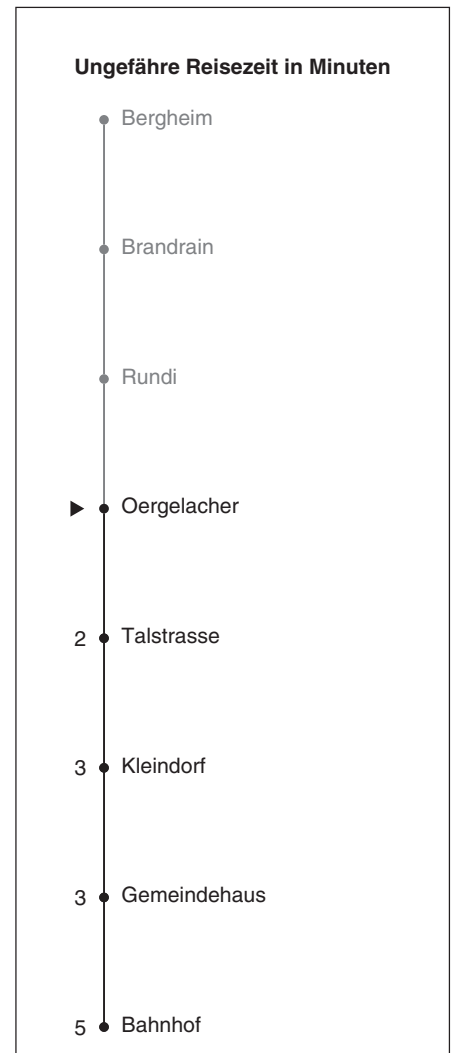 Ungefähre Reisezeit in Minuten
Bergheim
Brandrain
Rundi
Oergelacher
2 Talstrasse
3 Kleindorf
3 Gemeindehaus
5 Bahnhof